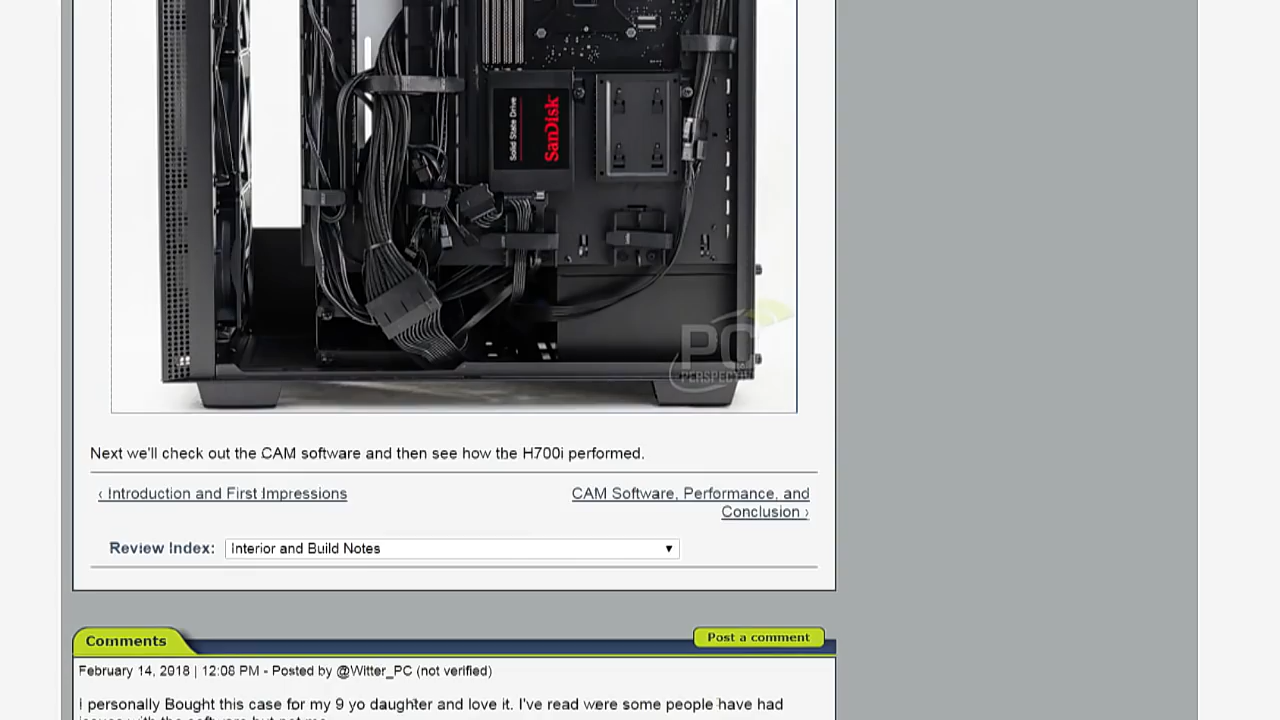 Solid State Drive
SanDisk
PC
PERSPECTIVE
Next we'll check out the CAM software and then see how the H700i performed.
‹ Introduction and First Impressions
CAM Software, Performance, and
Conclusion ›
Review Index:
Interior and Build Notes
Comments
Post a comment
February 14, 2018 | 12:08 PM - Posted by @Witter_PC (not verified)
I personally Bought this case for my 9 yo daughter and love it. I've read were some people have had